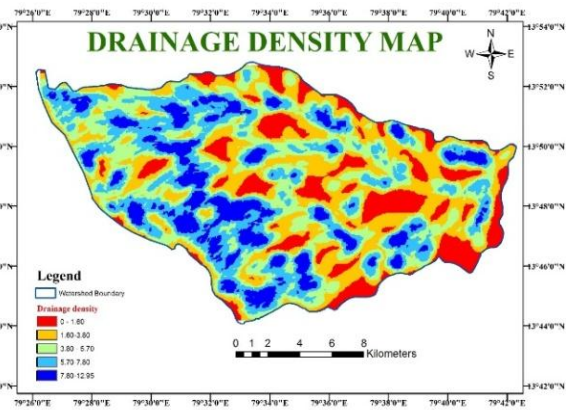 79°26'0"E 79°28'0"E 79°30'0"E 79°32'0"E 79°34'0"E 79°36'0"E 79°38'0"E 79°40'0"E 79°42'0"E
DRAINAGE DENSITY MAP
N
W E
S
13°54'0"N
13°52'0"N
13°50'0"N
13°48'0"N
13°46'0"N
13°44'0"N
13°42'0"N
Legend
Watershed Boundary
Drainage density
0 - 1.60
1.60-3.80
3.80 - 5.70
5.70-7.80
7.80-12.95
0 1 2 4 6 8
Kilometers
79°26'0"E 79°28'0"E 79°30'0"E 79°32'0"E 79°34'0"E 79°36'0"E 79°38'0"E 79°40'0"E 79°42'0"E